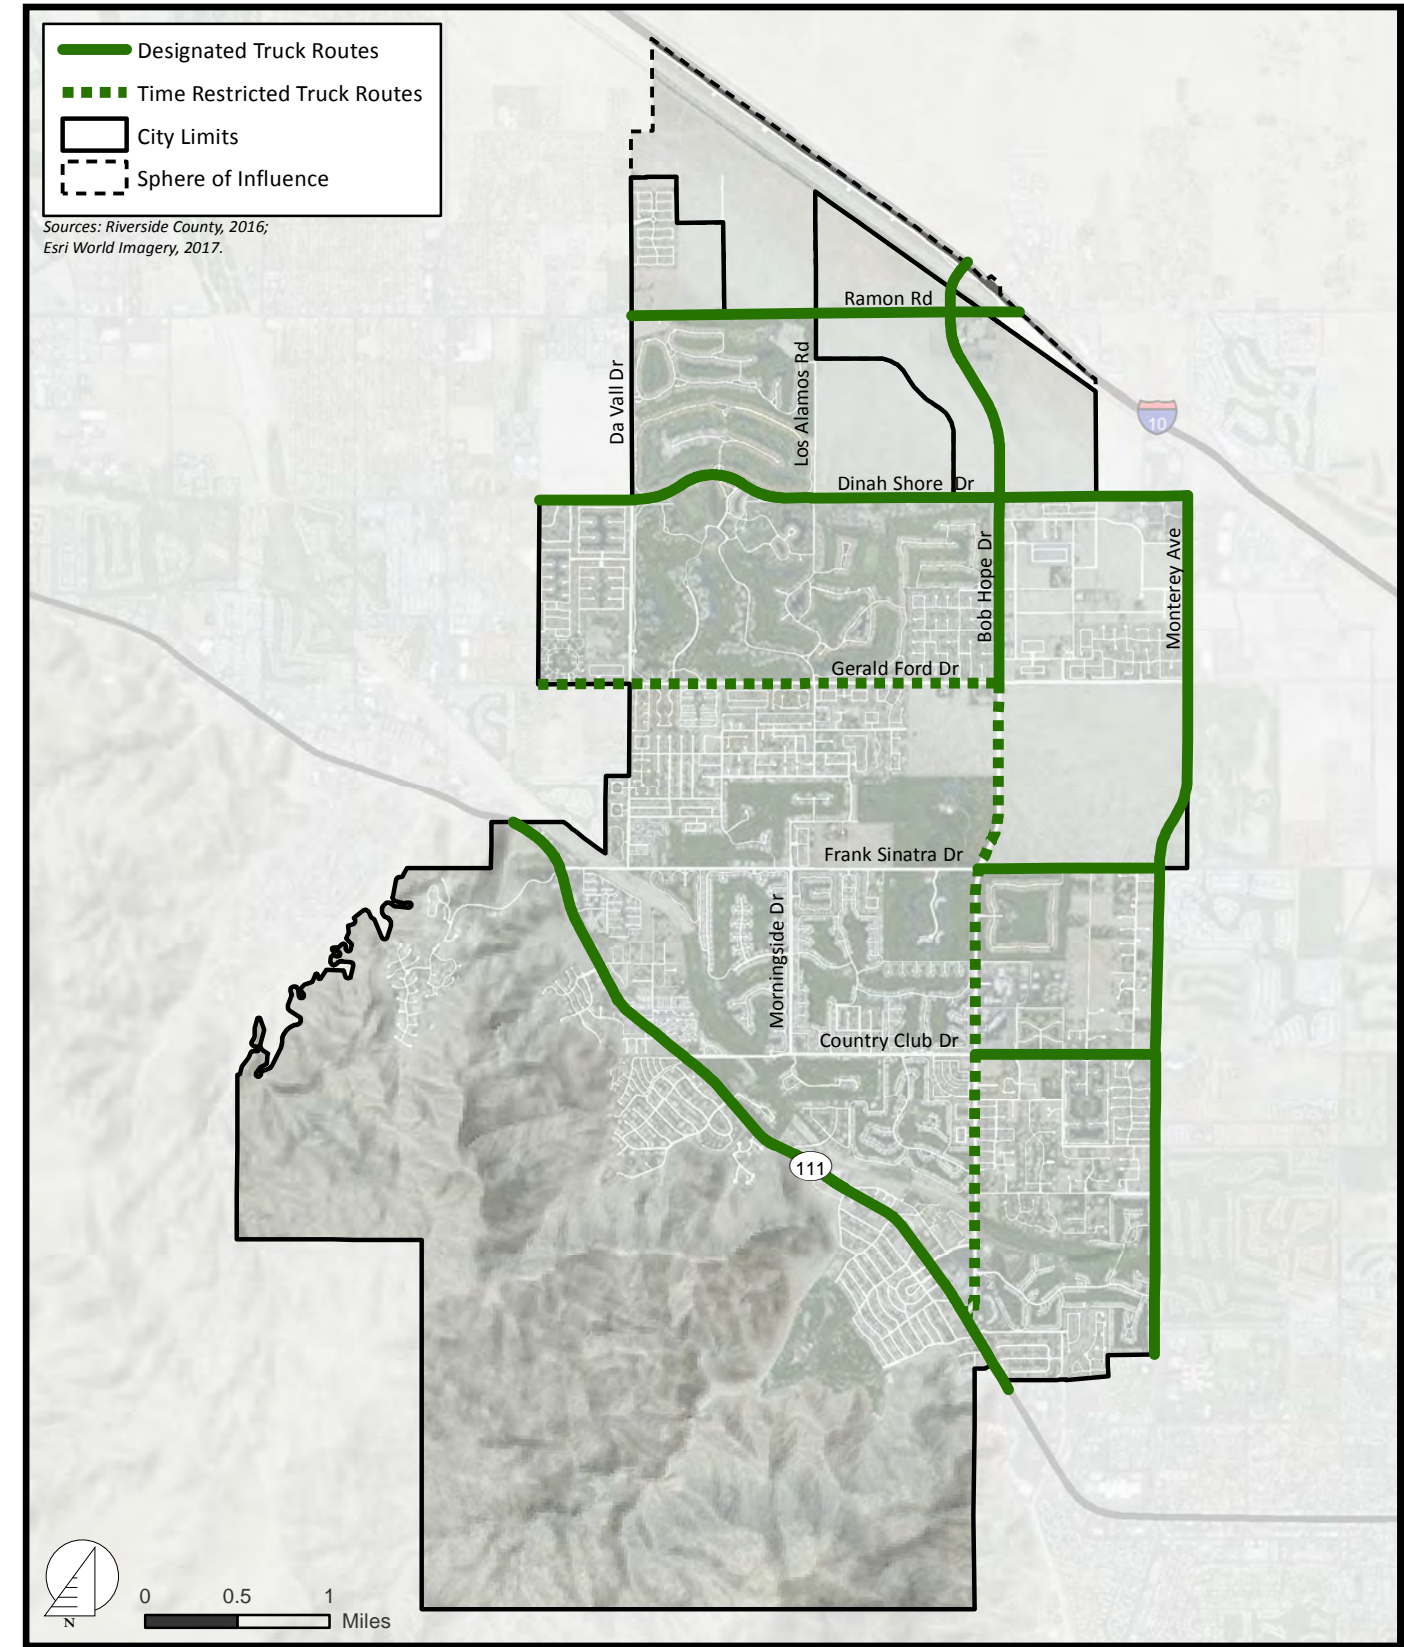 Designated Truck Routes
Time Restricted Truck Routes
City Limits
Sphere of Influence
Sources: Riverside County, 2016;
Esri World Imagery, 2017.
Ramon Rd
Da Vall Dr
Los Alamos Rd
10
Dinah Shore Dr
Bob Hope Dr
Monterey Ave
Gerald Ford Dr
Frank Sinatra Dr
Morningside Dr
Country Club Dr
111
N
0 0.5 1
Miles